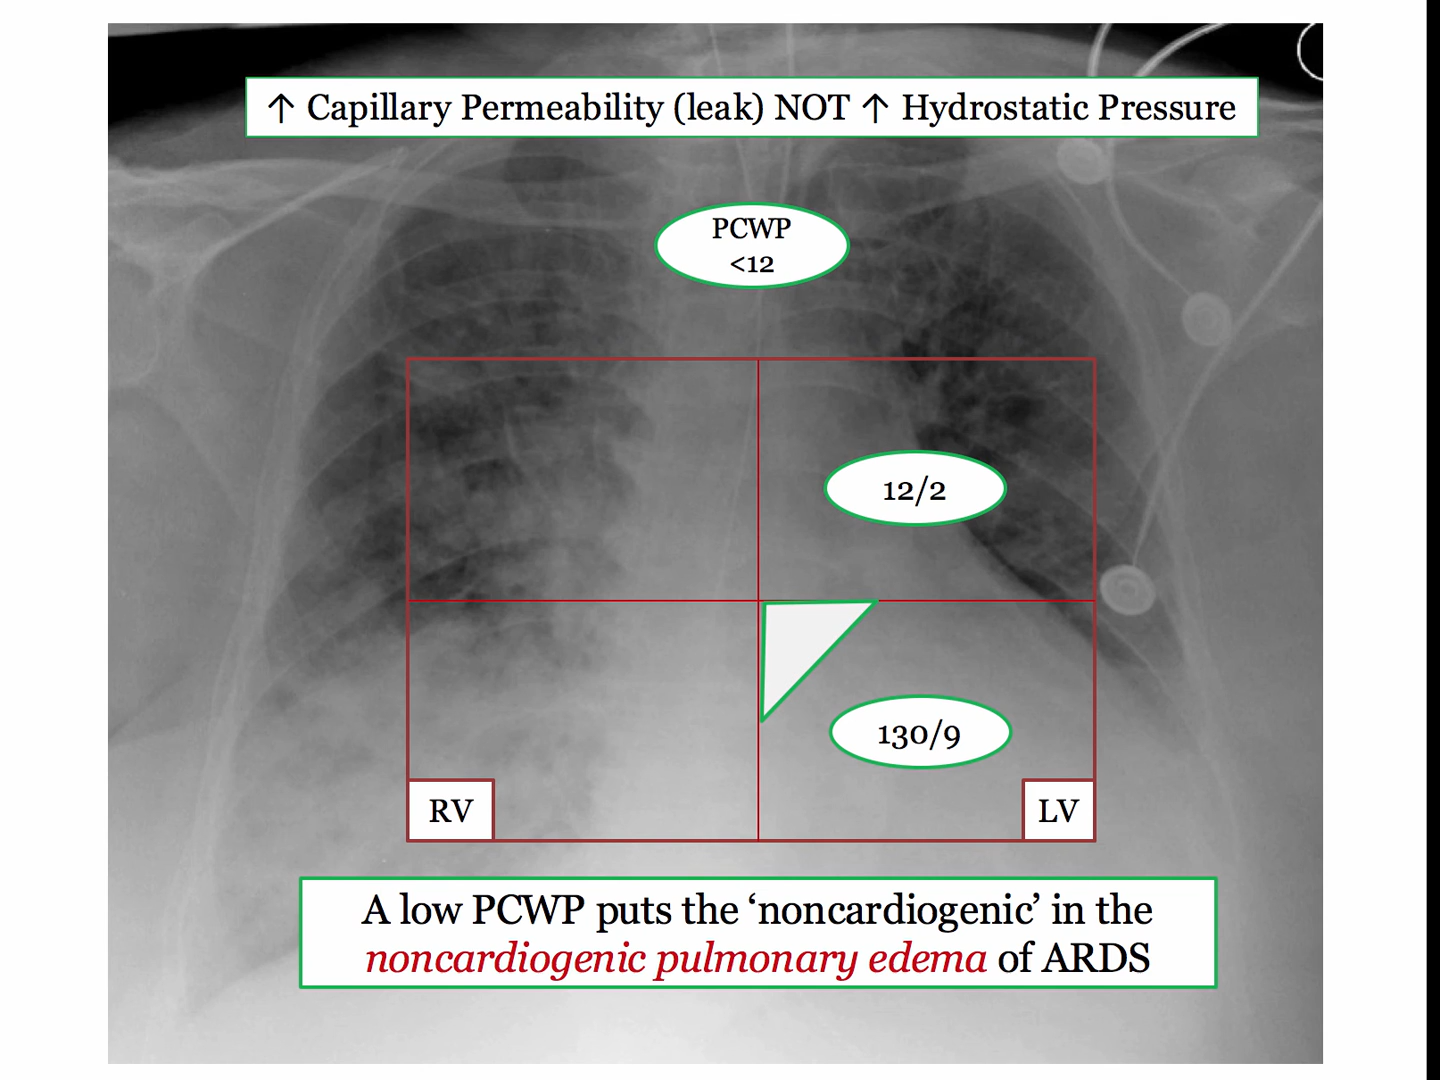 ↑ Capillary Permeability (leak) NOT ↑ Hydrostatic Pressure
PCWP
<12
12/2
130/9
RV
LV
A low PCWP puts the ‘noncardiogenic’ in the
noncardiogenic pulmonary edema of ARDS